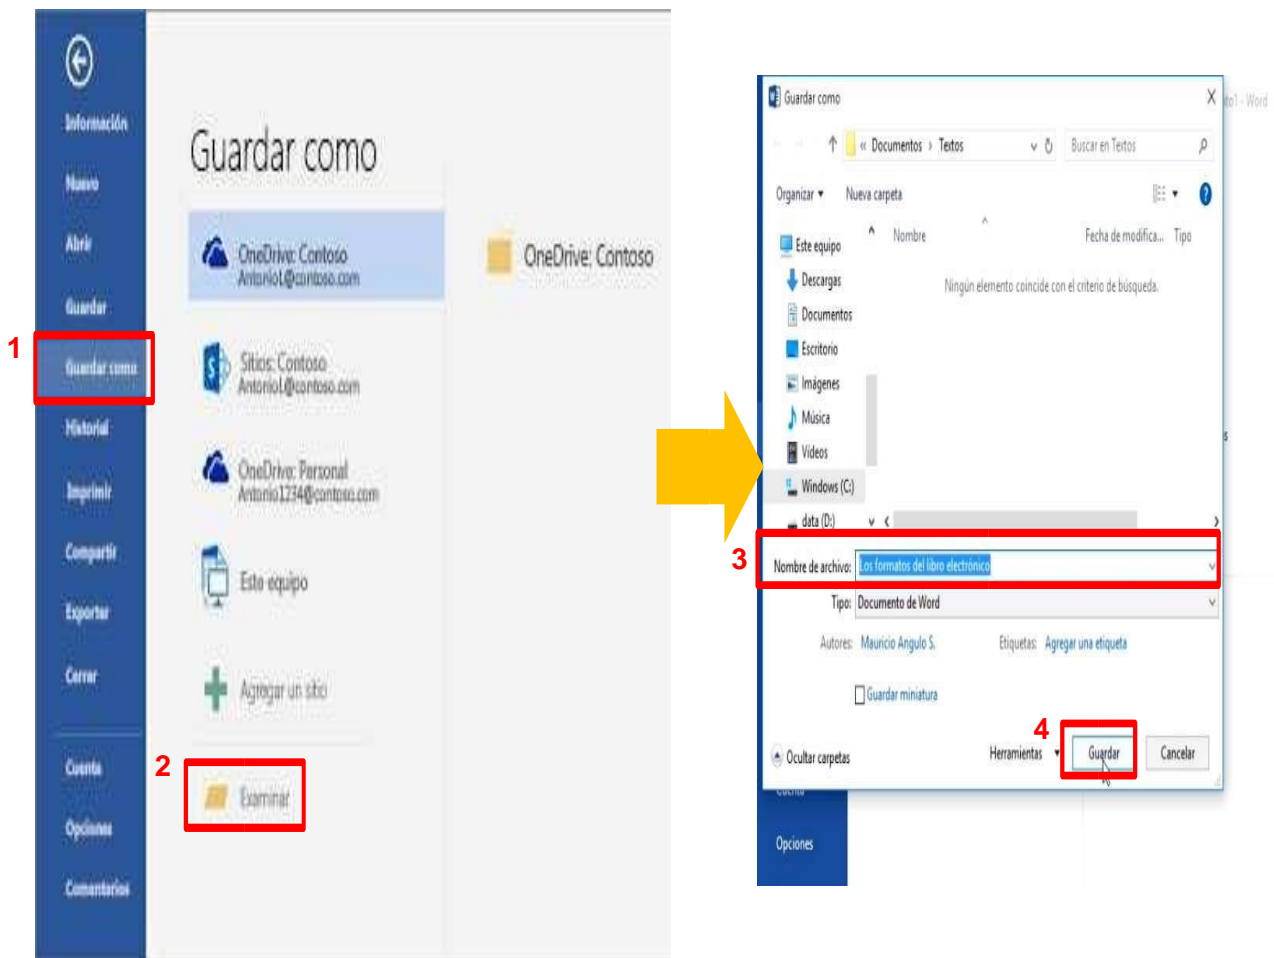 Información
Nuevo
Abrir
Guardar
1
Guardar como
Historial
Imprimir
Compartir
Exportar
Cerrar
Cuenta
Opciones
Comentarios
Guardar como
OneDrive: Contoso
AntonioL@contoso.com
Sitios: Contoso
AntonioL@contoso.com
OneDrive: Personal
Antonio1234@contoso.com
Este equipo
Agregar un sitio
2
Examinar
OneDrive: Contoso
Guardar como
X
to1 - Word
« Documentos › Textos
Buscar en Textos
Organizar
Nueva carpeta
?
Este equipo
Descargas
Documentos
Escritorio
Imágenes
Música
Vídeos
Windows (C:)
data (D:)
Nombre
Fecha de modifica...
Tipo
Ningún elemento coincide con el criterio de búsqueda.
s
3
Nombre de archivo: Los formatos del libro electrónico
Tipo: Documento de Word
Autores: Mauricio Angulo S.
Etiquetas: Agregar una etiqueta
Guardar miniatura
4
Ocultar carpetas
Herramientas
Guardar
Cancelar
Cuenta
Opciones